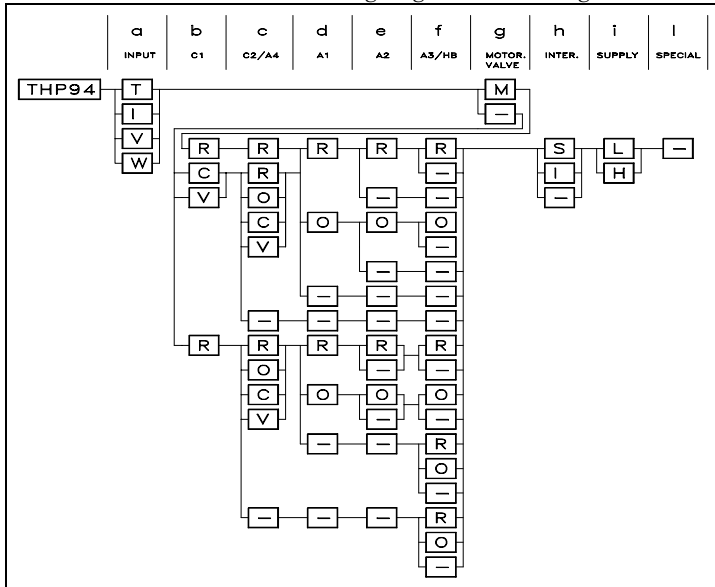 a b c d e f g h i l
INPUT C1 C2/A4 A1 A2 A3/HB MOTOR. INTER. SUPPLY SPECIAL
VALVE
THP94 T M
I —
V
R R R R R S L —
W
C R — I H
V O — — —
C O O O
V —
— —
— — —
— — — —
R R R R R
O — —
C O O O
V — —
— — R
O
—
— — — R
O
—